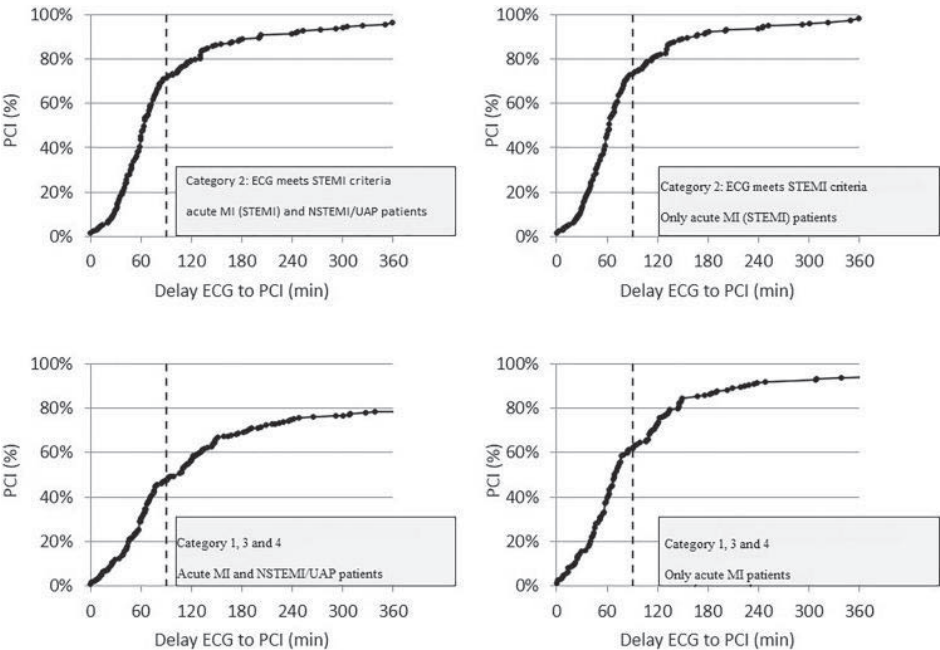 100%
80%
60%
40%
20%
0%
PCI (%)
Category 2: ECG meets STEMI criteria
acute MI (STEMI) and NSTEMI/UAP patients
0 60 120 180 240 300 360
Delay ECG to PCI (min)
100%
80%
60%
40%
20%
0%
PCI (%)
Category 2: ECG meets STEMI criteria
Only acute MI (STEMI) patients
0 60 120 180 240 300 360
Delay ECG to PCI (min)
100%
80%
60%
40%
20%
0%
PCI (%)
Category 1, 3 and 4
Acute MI and NSTEMI/UAP patients
0 60 120 180 240 300 360
Delay ECG to PCI (min)
100%
80%
60%
40%
20%
0%
PCI (%)
Category 1, 3 and 4
Only acute MI patients
0 60 120 180 240 300 360
Delay ECG to PCI (min)